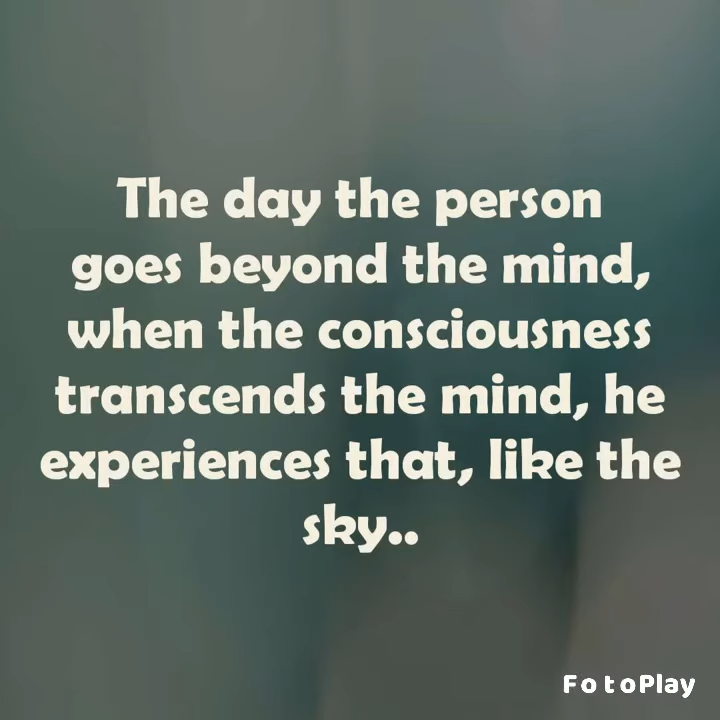 The day the person
goes beyond the mind,
when the consciousness
transcends the mind, he
experiences that, like the
sky..
FotoPlay